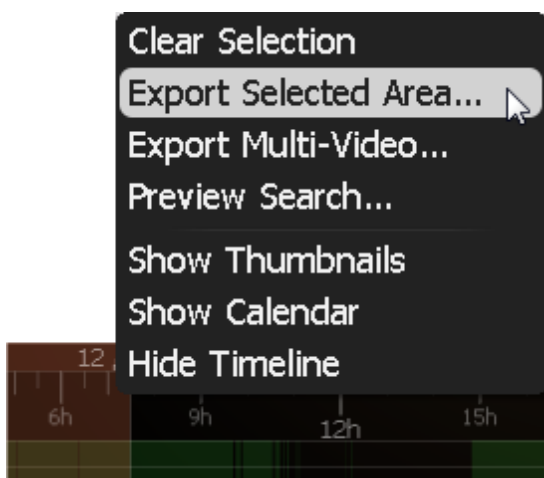 Clear Selection
Export Selected Area...
Export Multi-Video...
Preview Search...
Show Thumbnails
Show Calendar
Hide Timeline
12
6h 9h 12h 15h